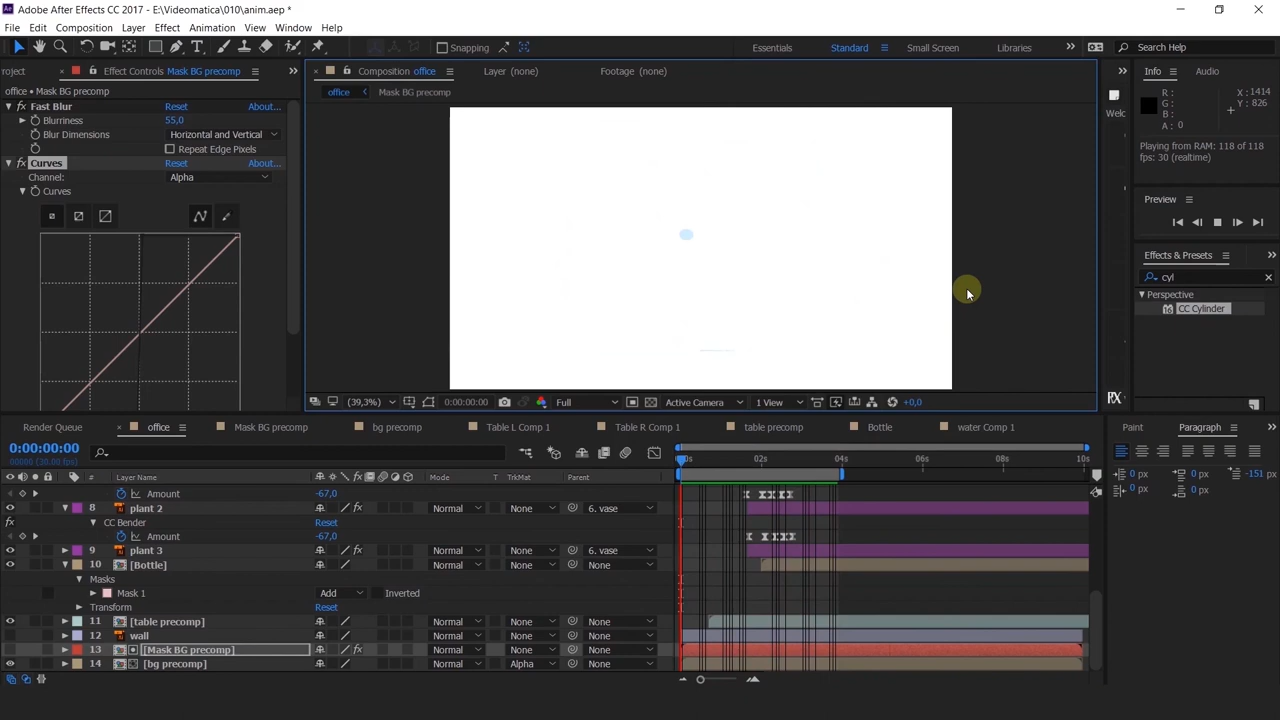 Adobe After Effects CC 2017 - E:\Videomatica\010\anim.aep *
File Edit Composition Layer Effect Animation View Window Help
Snapping Essentials Standard Small Screen Libraries Search Help
roject Effect Controls Mask BG precomp Composition office Layer (none) Footage (none) Info Audio
office • Mask BG precomp office Mask BG precomp
R: X: 1414
G: Y: 826
B:
A: 0
Welc
fx Fast Blur Reset About...
Blurriness 55,0
Blur Dimensions Horizontal and Vertical
Repeat Edge Pixels
Playing from RAM: 118 of 118
fps: 30 (realtime)
fx Curves Reset About...
Channel: Alpha
Curves
Preview
Effects & Presets
cyl
Perspective
CC Cylinder
(39,3%) 0:00:00:00 Full Active Camera 1 View +0,0
Render Queue office Mask BG precomp bg precomp Table L Comp 1 Table R Comp 1 table precomp Bottle water Comp 1 Paint Paragraph
0:00:00:00
00000 (30.00 fps)
:00s 02s 04s 06s 08s 10s
# Layer Name Mode T TrkMat Parent
0 px 0 px -151 px
0 px 0 px
Amount -67,0
8 plant 2 Normal None 6. vase
CC Bender Reset
Amount -67,0
9 plant 3 Normal None 6. vase
10 [Bottle] Normal None None
Masks
Mask 1 Add Inverted
Transform Reset
11 [table precomp] Normal None None
12 wall Normal None None
13 [Mask BG precomp] Normal None None
14 [bg precomp] Normal Alpha None